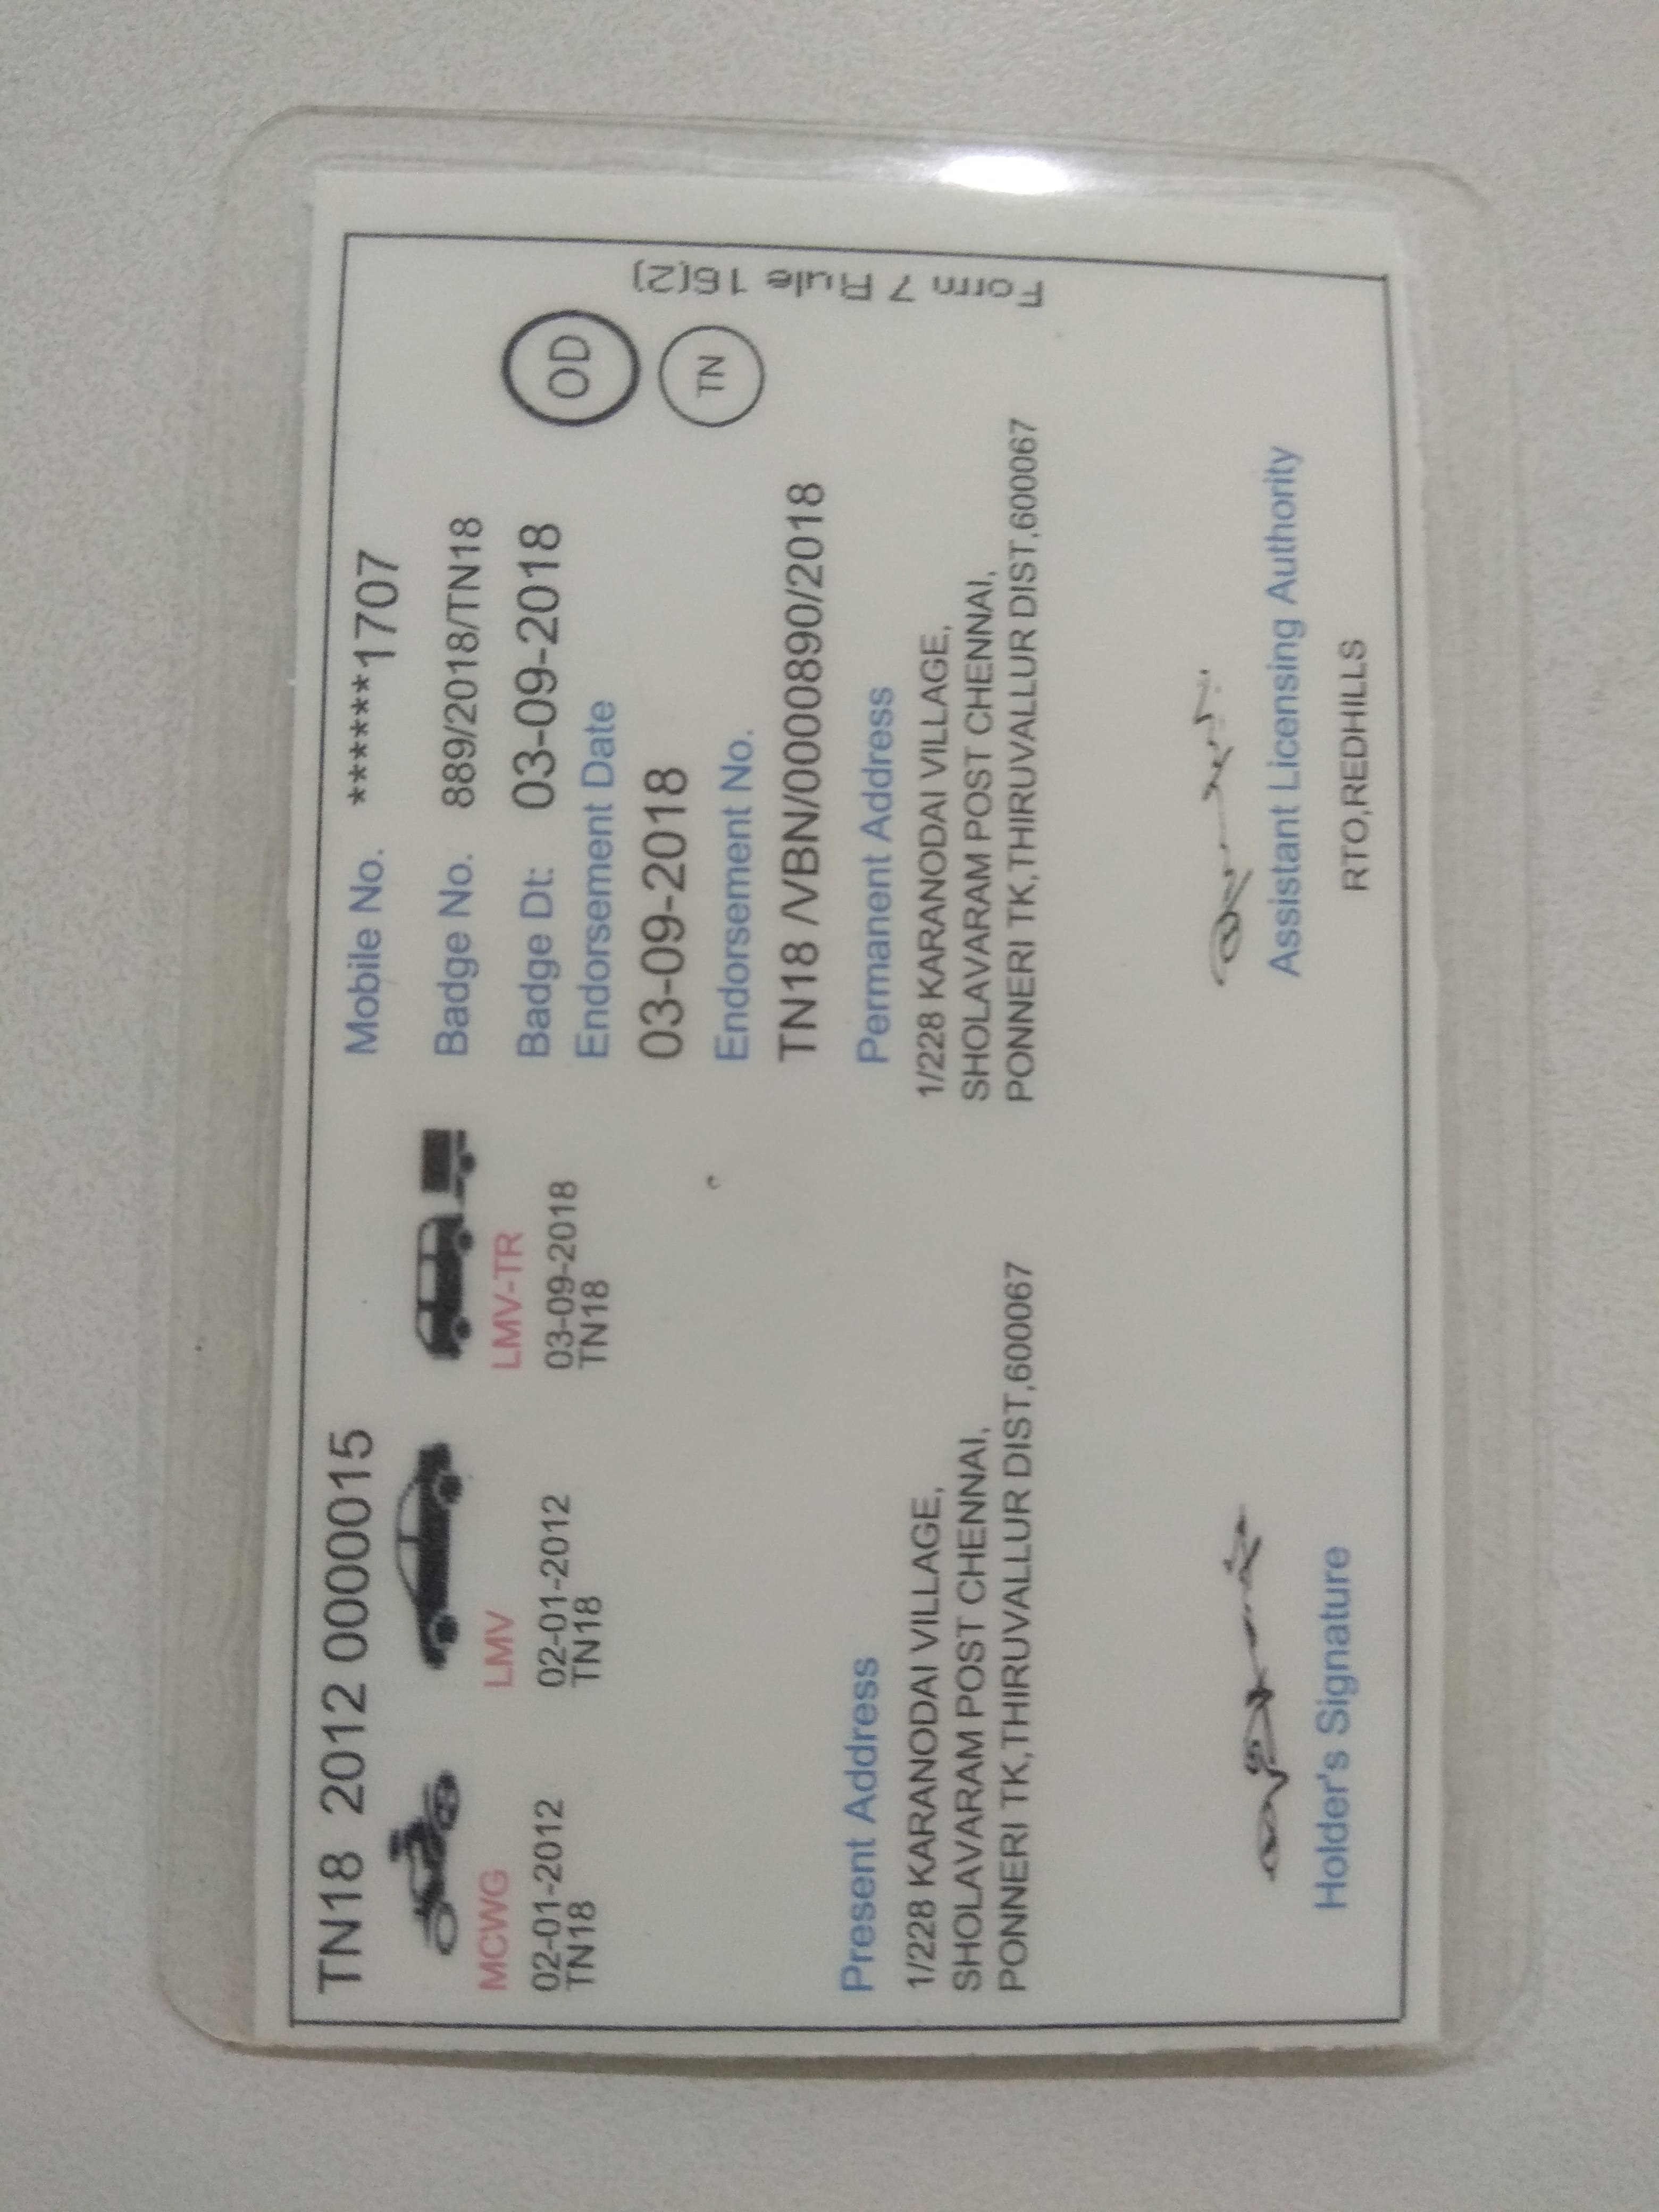 TN18 2012 0000015
Mobile No. ******1707
MCWG
LMV
LMV-TR
02-01-2012
TN18
02-01-2012
TN18
03-09-2018
TN18
Badge No. 889/2018/TN18
Badge Dt: 03-09-2018
OD
Endorsement Date
03-09-2018
TN
Endorsement No.
TN18 /VBN/0000890/2018
Form 7 Rule 16(2)
Present Address
1/228 KARANODAI VILLAGE,
SHOLAVARAM POST CHENNAI,
PONNERI TK,THIRUVALLUR DIST,600067
Permanent Address
1/228 KARANODAI VILLAGE,
SHOLAVARAM POST CHENNAI,
PONNERI TK,THIRUVALLUR DIST,600067
Holder's Signature
Assistant Licensing Authority
RTO,REDHILLS